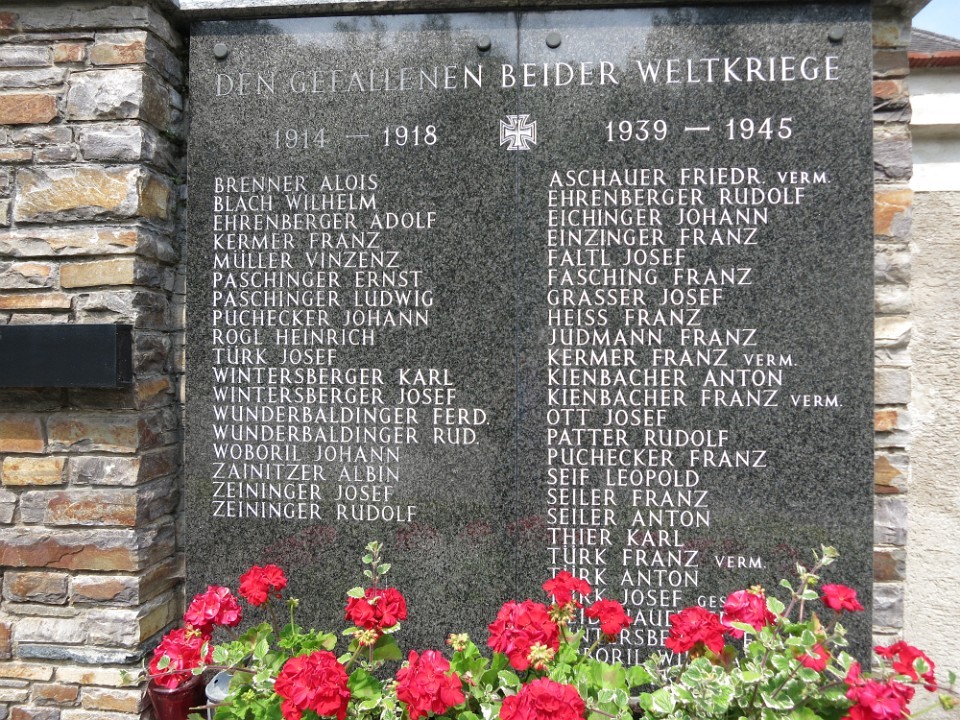 DEN GEFALLENEN BEIDER WELTKRIEGE
1914 — 1918
BRENNER ALOIS
BLACH WILHELM
EHRENBERGER ADOLF
KERMER FRANZ
MÜLLER VINZENZ
PASCHINGER ERNST
PASCHINGER LUDWIG
PUCHECKER JOHANN
ROGL HEINRICH
TÜRK JOSEF
WINTERSBERGER KARL
WINTERSBERGER JOSEF
WUNDERBALDINGER FERD.
WUNDERBALDINGER RUD.
WOBORIL JOHANN
ZAINITZER ALBIN
ZEININGER JOSEF
ZEININGER RUDOLF
1939 — 1945
ASCHAUER FRIEDR. VERM.
EHRENBERGER RUDOLF
EICHINGER JOHANN
EINZINGER FRANZ
FALTL JOSEF
FASCHING FRANZ
GRASSER JOSEF
HEISS FRANZ
JUDMANN FRANZ
KERMER FRANZ VERM.
KIENBACHER ANTON
KIENBACHER FRANZ VERM.
OTT JOSEF
PATTER RUDOLF
PUCHECKER FRANZ
SEIF LEOPOLD
SEILER FRANZ
SEILER ANTON
THIER KARL
TÜRK FRANZ VERM.
TÜRK ANTON
TÜRK JOSEF